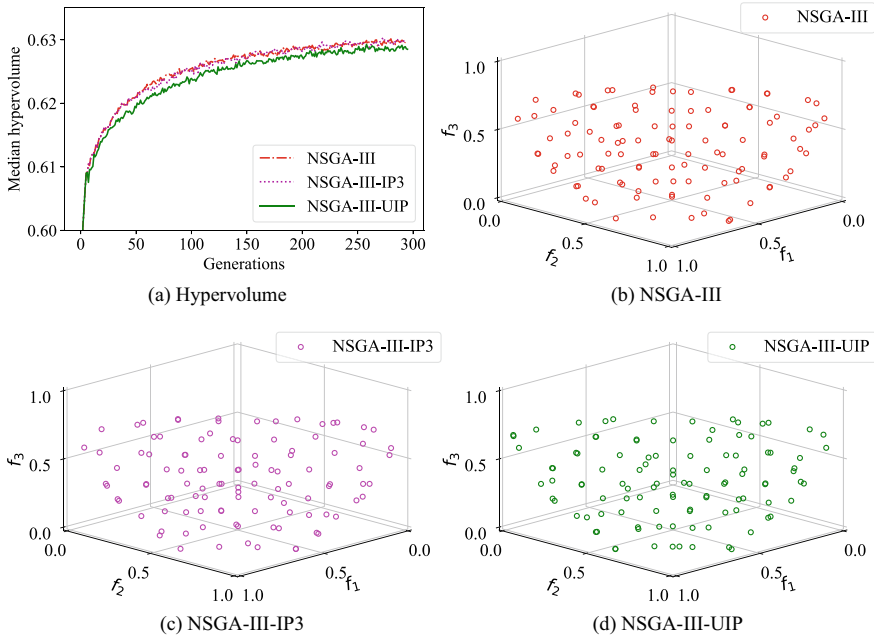 0.63
0.62
0.61
0.60
Median hypervolume
NSGA-III
NSGA-III-IP3
NSGA-III-UIP
0 50 100 150 200 250 300
Generations
(a) Hypervolume
NSGA-III
1.0
0.5
0.0
f3
0.0 0.5 1.0
f2
1.0 0.5 0.0
f1
(b) NSGA-III
NSGA-III-IP3
1.0
0.5
0.0
f3
0.0 0.5 1.0
f2
1.0 0.5 0.0
f1
(c) NSGA-III-IP3
NSGA-III-UIP
1.0
0.5
0.0
f3
0.0 0.5 1.0
f2
1.0 0.5 0.0
f1
(d) NSGA-III-UIP